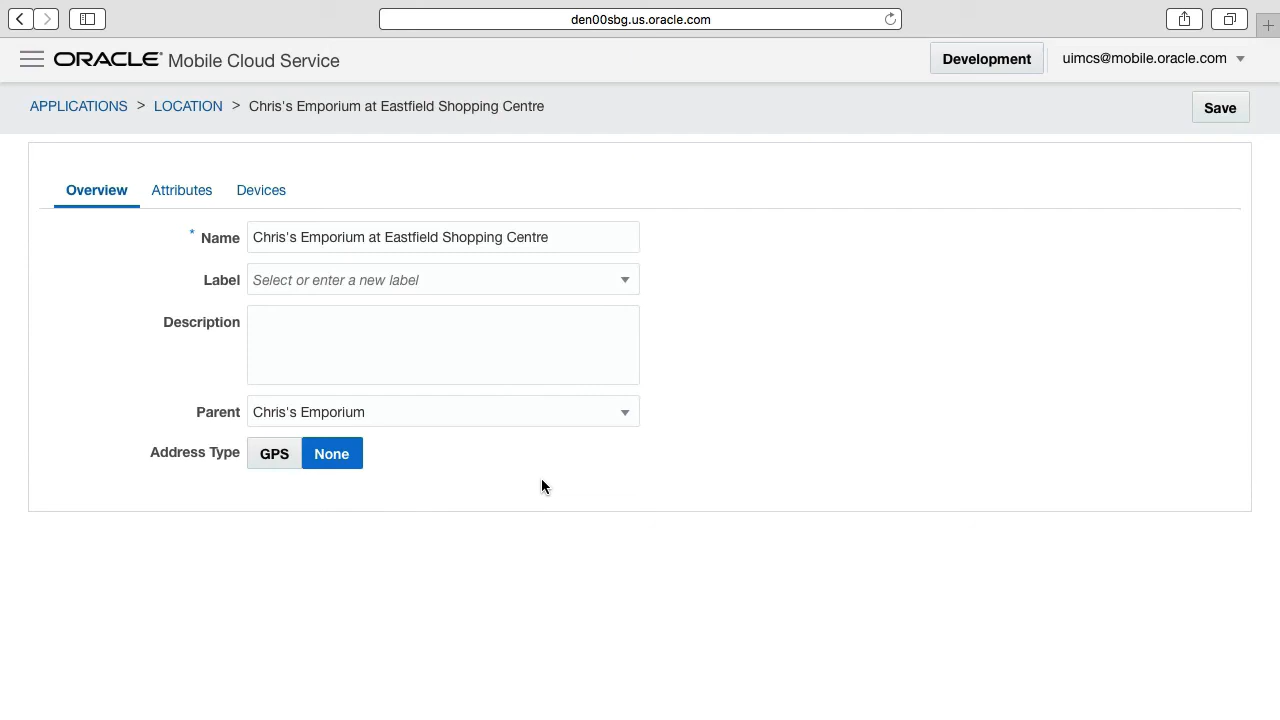 den00sbg.us.oracle.com
ORACLE® Mobile Cloud Service
Development
uimcs@mobile.oracle.com
APPLICATIONS > LOCATION > Chris's Emporium at Eastfield Shopping Centre
Save
Overview Attributes Devices
* Name Chris's Emporium at Eastfield Shopping Centre
Label Select or enter a new label
Description
Parent Chris's Emporium
Address Type GPS None